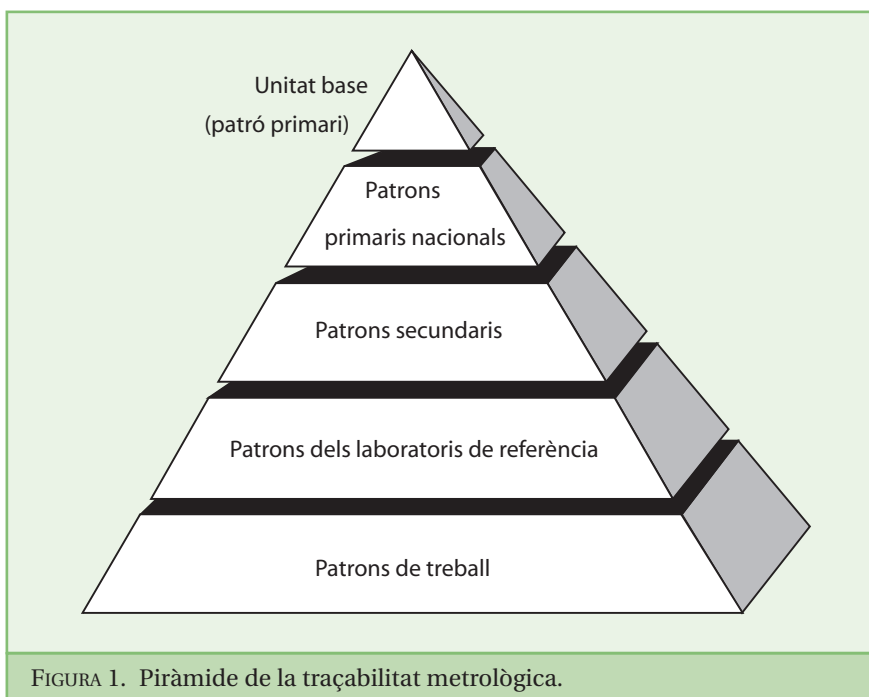 Unitat base
(patró primari)
Patrons
primaris nacionals
Patrons secundaris
Patrons dels laboratoris de referència
Patrons de treball
FIGURA 1. Piràmide de la traçabilitat metrològica.